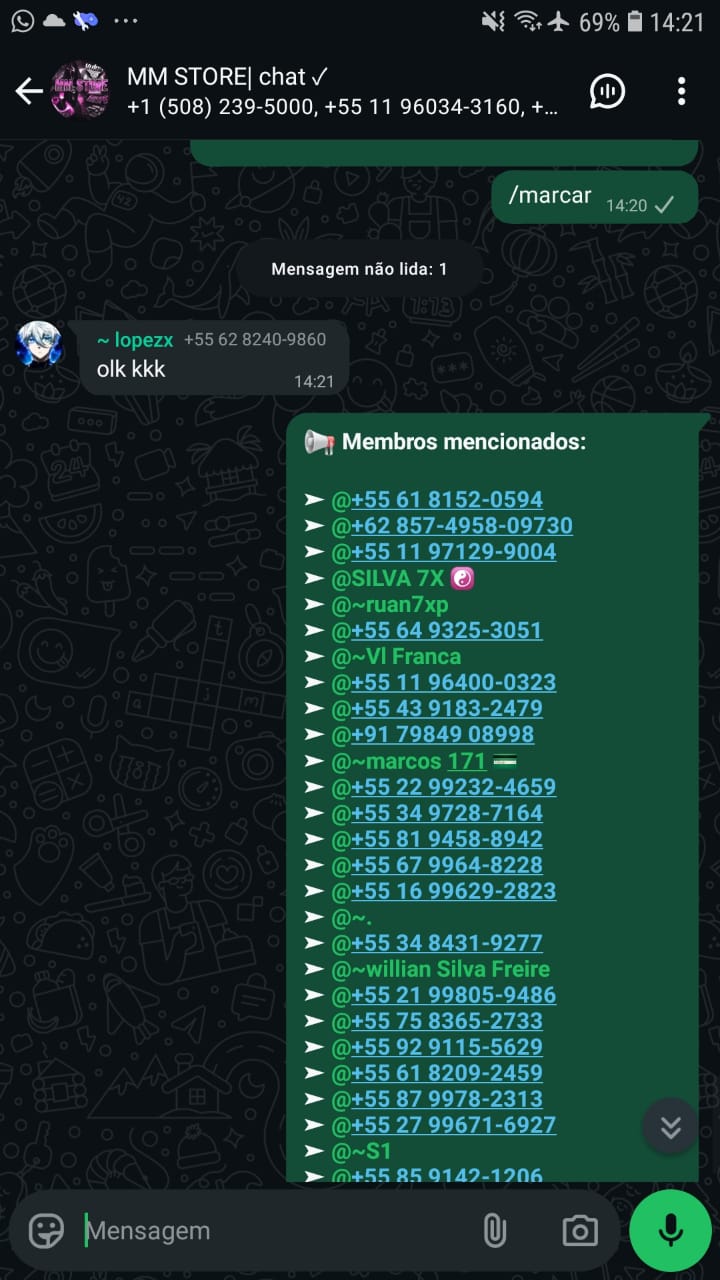 69% 14:21
MM STORE| chat ✓
+1 (508) 239-5000, +55 11 96034-3160, +...
/marcar 14:20
Mensagem não lida: 1
~ lopezx +55 62 8240-9860
olk kkk
14:21
📢 Membros mencionados:
➤ @+55 61 8152-0594
➤ @+62 857-4958-09730
➤ @+55 11 97129-9004
➤ @SILVA 7X ☯️
➤ @~ruan7xp
➤ @+55 64 9325-3051
➤ @~Vl Franca
➤ @+55 11 96400-0323
➤ @+55 43 9183-2479
➤ @+91 79849 08998
➤ @~marcos 171 💳
➤ @+55 22 99232-4659
➤ @+55 34 9728-7164
➤ @+55 81 9458-8942
➤ @+55 67 9964-8228
➤ @+55 16 99629-2823
➤ @~.
➤ @+55 34 8431-9277
➤ @~willian Silva Freire
➤ @+55 21 99805-9486
➤ @+55 75 8365-2733
➤ @+55 92 9115-5629
➤ @+55 61 8209-2459
➤ @+55 87 9978-2313
➤ @+55 27 99671-6927
➤ @~S1
➤ @+55 85 9142-1206
Mensagem